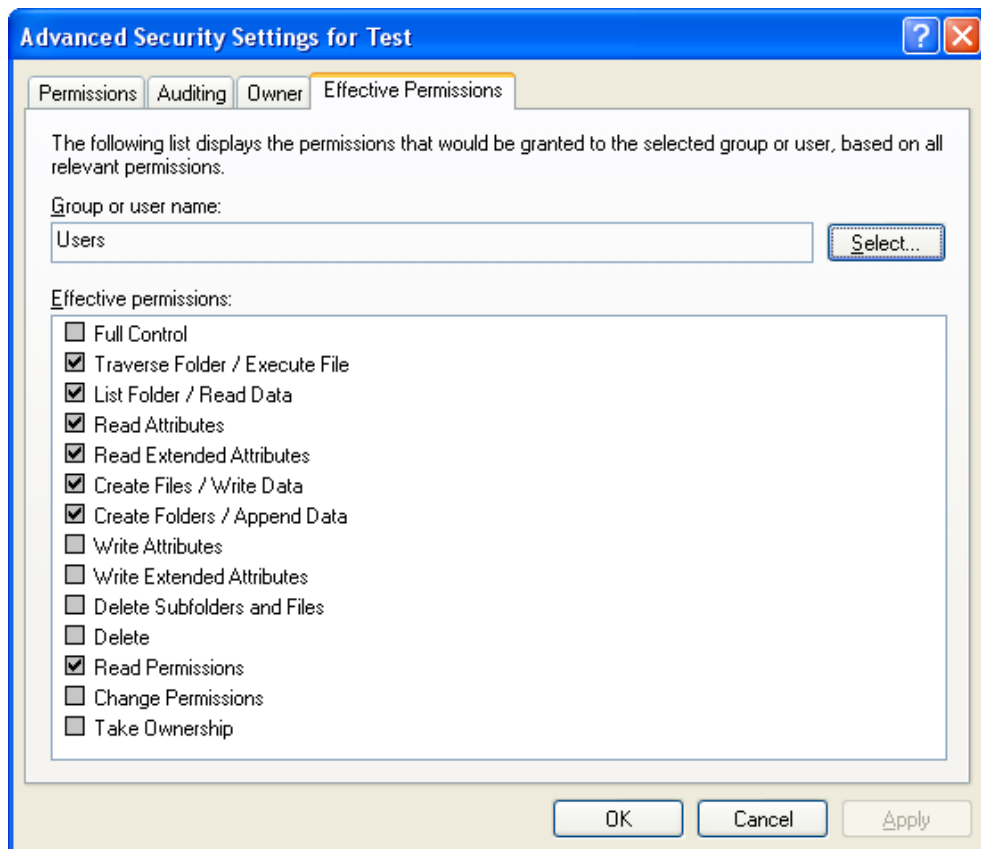 Advanced Security Settings for Test
Permissions Auditing Owner Effective Permissions
The following list displays the permissions that would be granted to the selected group or user, based on all
relevant permissions.
Group or user name:
Users
Select...
Effective permissions:
Full Control
Traverse Folder / Execute File
List Folder / Read Data
Read Attributes
Read Extended Attributes
Create Files / Write Data
Create Folders / Append Data
Write Attributes
Write Extended Attributes
Delete Subfolders and Files
Delete
Read Permissions
Change Permissions
Take Ownership
OK Cancel Apply